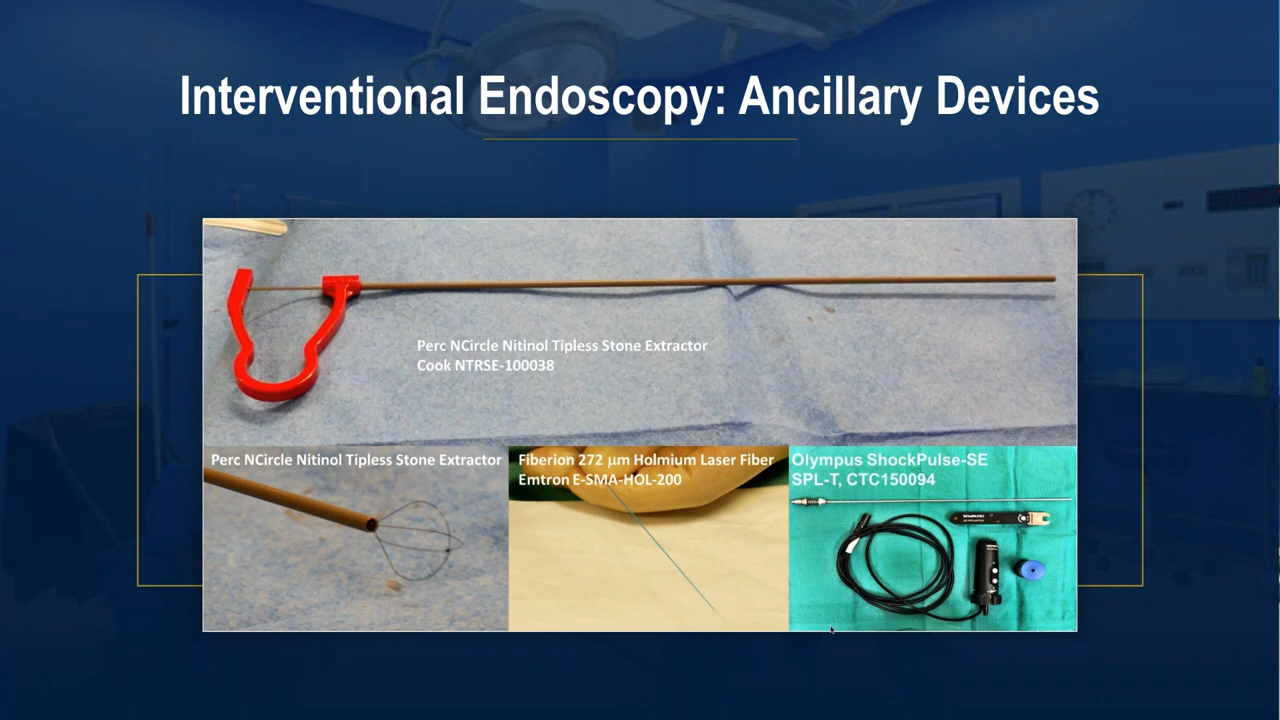 Interventional Endoscopy: Ancillary Devices
Perc NCircle Nitinol Tipless Stone Extractor
Cook NTRSE-100038
Perc NCircle Nitinol Tipless Stone Extractor
Fiberion 272 µm Holmium Laser Fiber
Emtron E-SMA-HOL-200
Olympus ShockPulse-SE
SPL-T, CTC150094
OLYMPUS